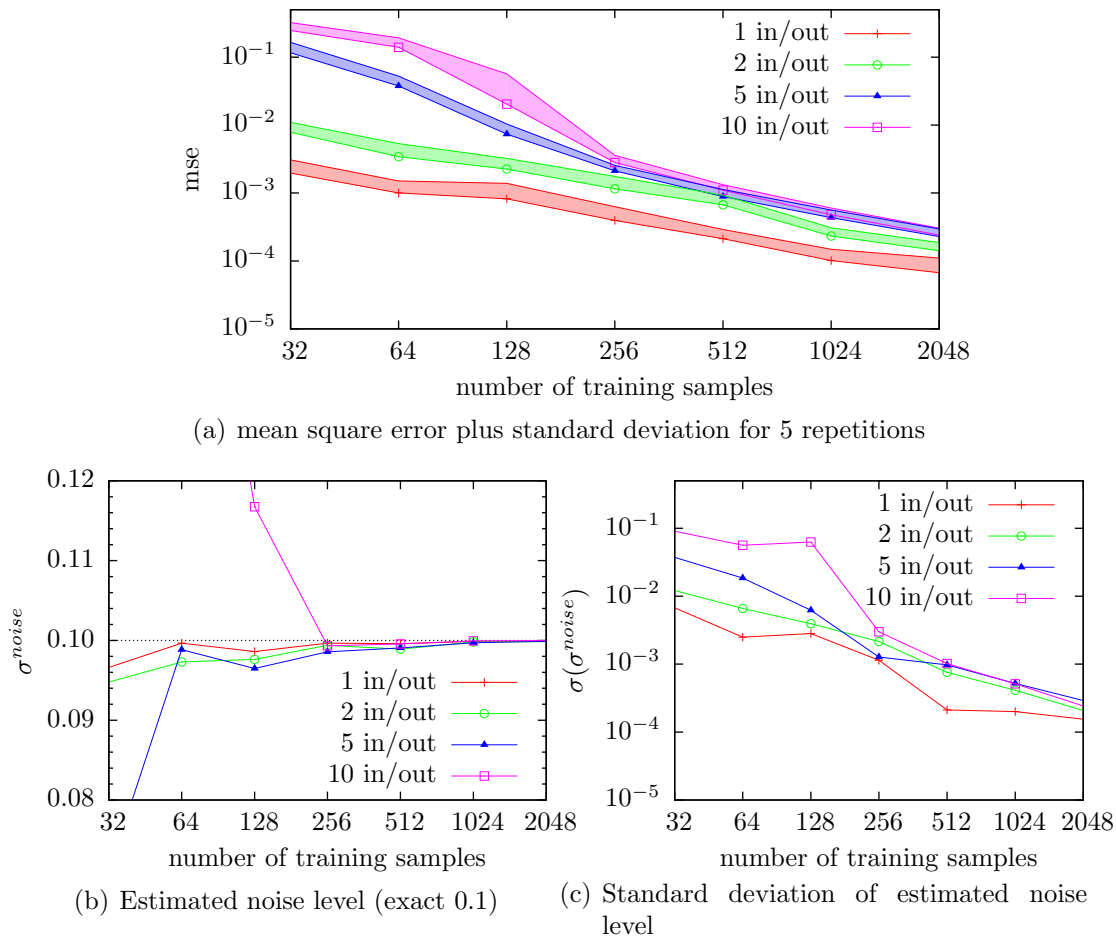 10^-1
10^-2
10^-3
10^-4
10^-5
mse
1 in/out
2 in/out
5 in/out
10 in/out
32 64 128 256 512 1024 2048
number of training samples
(a) mean square error plus standard deviation for 5 repetitions
0.12
0.11
0.10
0.09
0.08
σ^noise
1 in/out
2 in/out
5 in/out
10 in/out
32 64 128 256 512 1024 2048
number of training samples
(b) Estimated noise level (exact 0.1)
10^-1
10^-2
10^-3
10^-4
10^-5
σ(σ^noise)
1 in/out
2 in/out
5 in/out
10 in/out
32 64 128 256 512 1024 2048
number of training samples
(c) Standard deviation of estimated noise
level